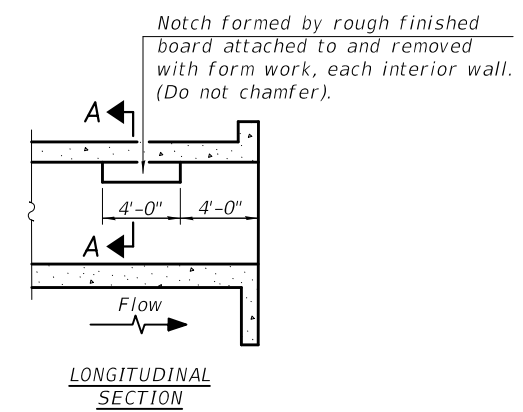 Notch formed by rough finished
board attached to and removed
with form work, each interior wall.
(Do not chamfer).
A
4'-0" 4'-0"
A
Flow
LONGITUDINAL
SECTION